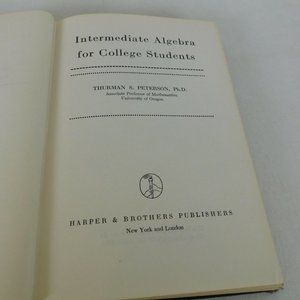 Intermediate Algebra
for College Students
THURMAN S. PETERSON, Ph.D.
Associate Professor of Mathematics
University of Oregon
HARPER & BROTHERS PUBLISHERS
New York and London